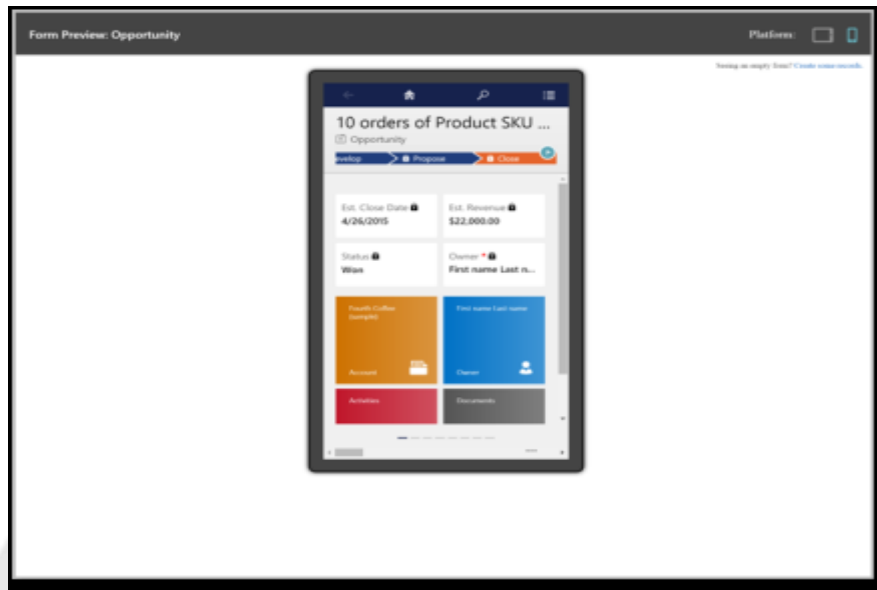 Form Preview: Opportunity
Platform:
Seeing an empty form? Create some records.
10 orders of Product SKU ...
Opportunity
evelop
Propose
Close
Est. Close Date
4/26/2015
Est. Revenue
$22,000.00
Status
Won
Owner *
First name Last n...
Fourth Coffee
(sample)
Account
First name Last name
Owner
Activities
Documents